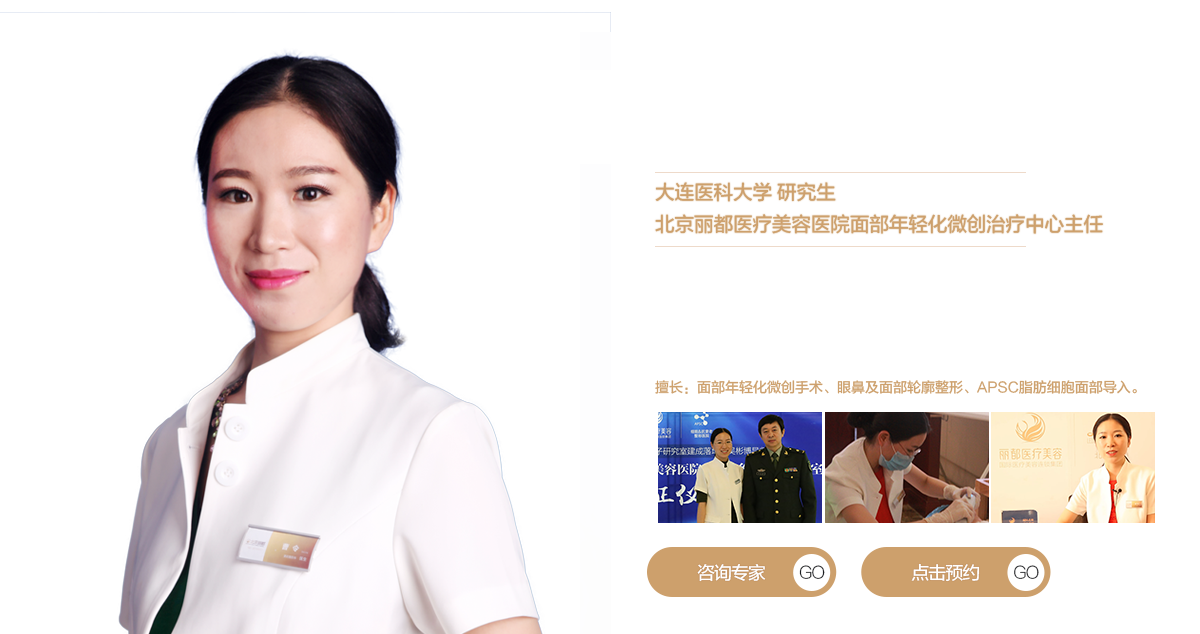 大连医科大学 研究生
北京丽都医疗美容医院面部年轻化微创治疗中心主任
擅长：面部年轻化微创手术、眼鼻及面部轮廓整形、APSC脂肪细胞面部导入。
丽都医疗美容
咨询专家 GO
点击预约 GO